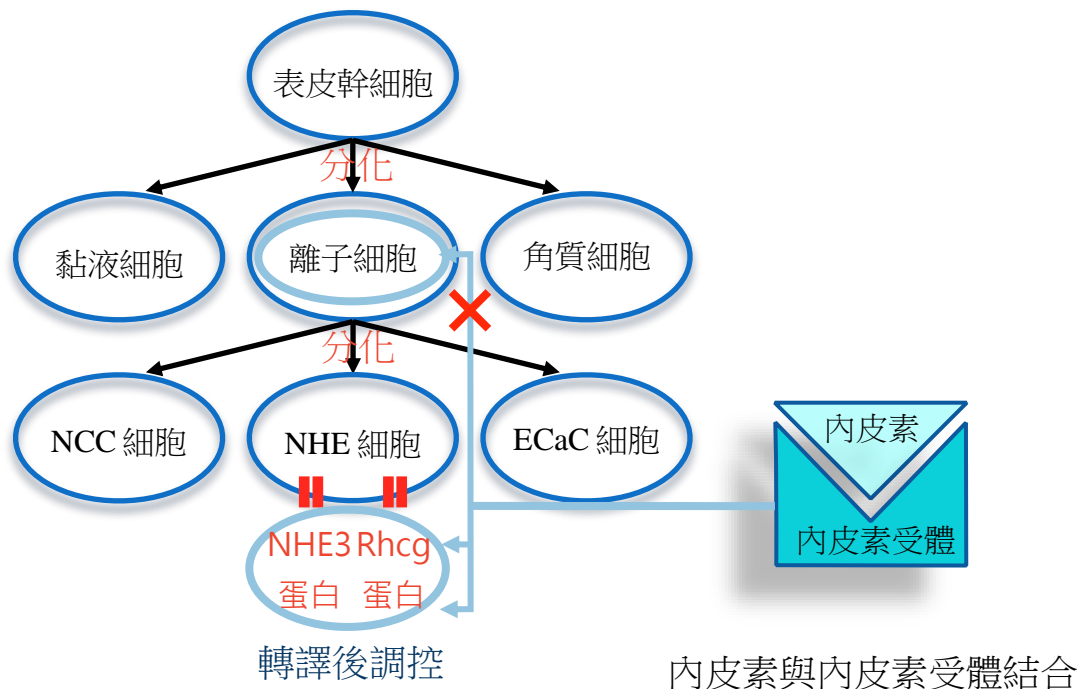 表皮幹細胞
分化
黏液細胞
離子細胞
角質細胞
分化
NCC 細胞
NHE 細胞
ECaC 細胞
內皮素
內皮素受體
NHE3 Rhcg
蛋白 蛋白
轉譯後調控
內皮素與內皮素受體結合